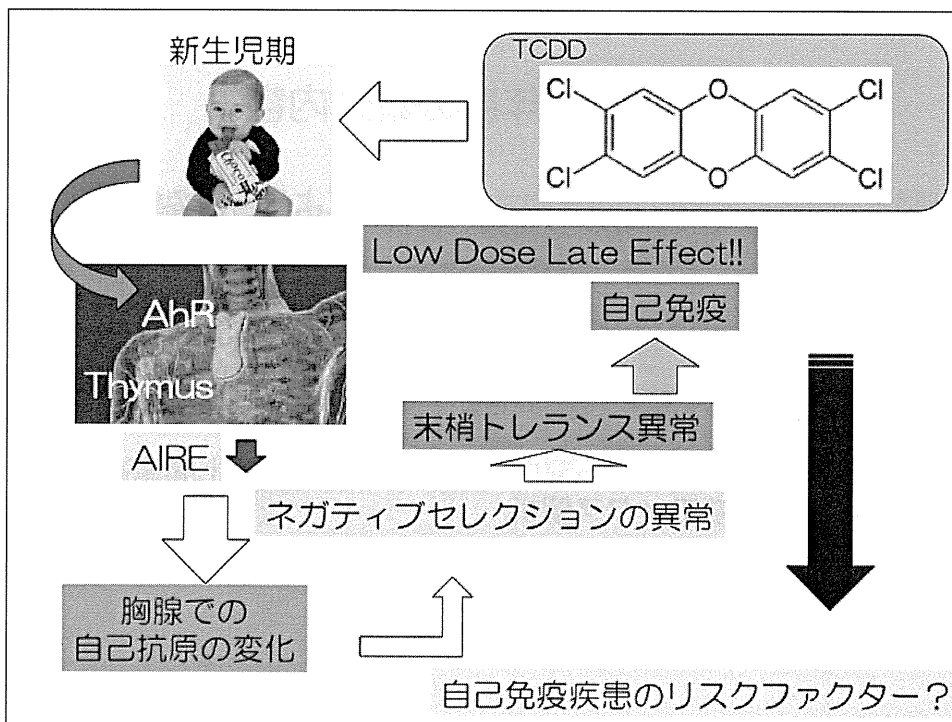 新生児期
TCDD
Cl
O
Cl
Cl
O
Cl
Choco
Low Dose Late Effect!!
自己免疫
AhR
Thymus
末梢トレランス異常
AIRE
ネガティブセレクションの異常
胸腺での
自己抗原の変化
自己免疫疾患のリスクファクター？